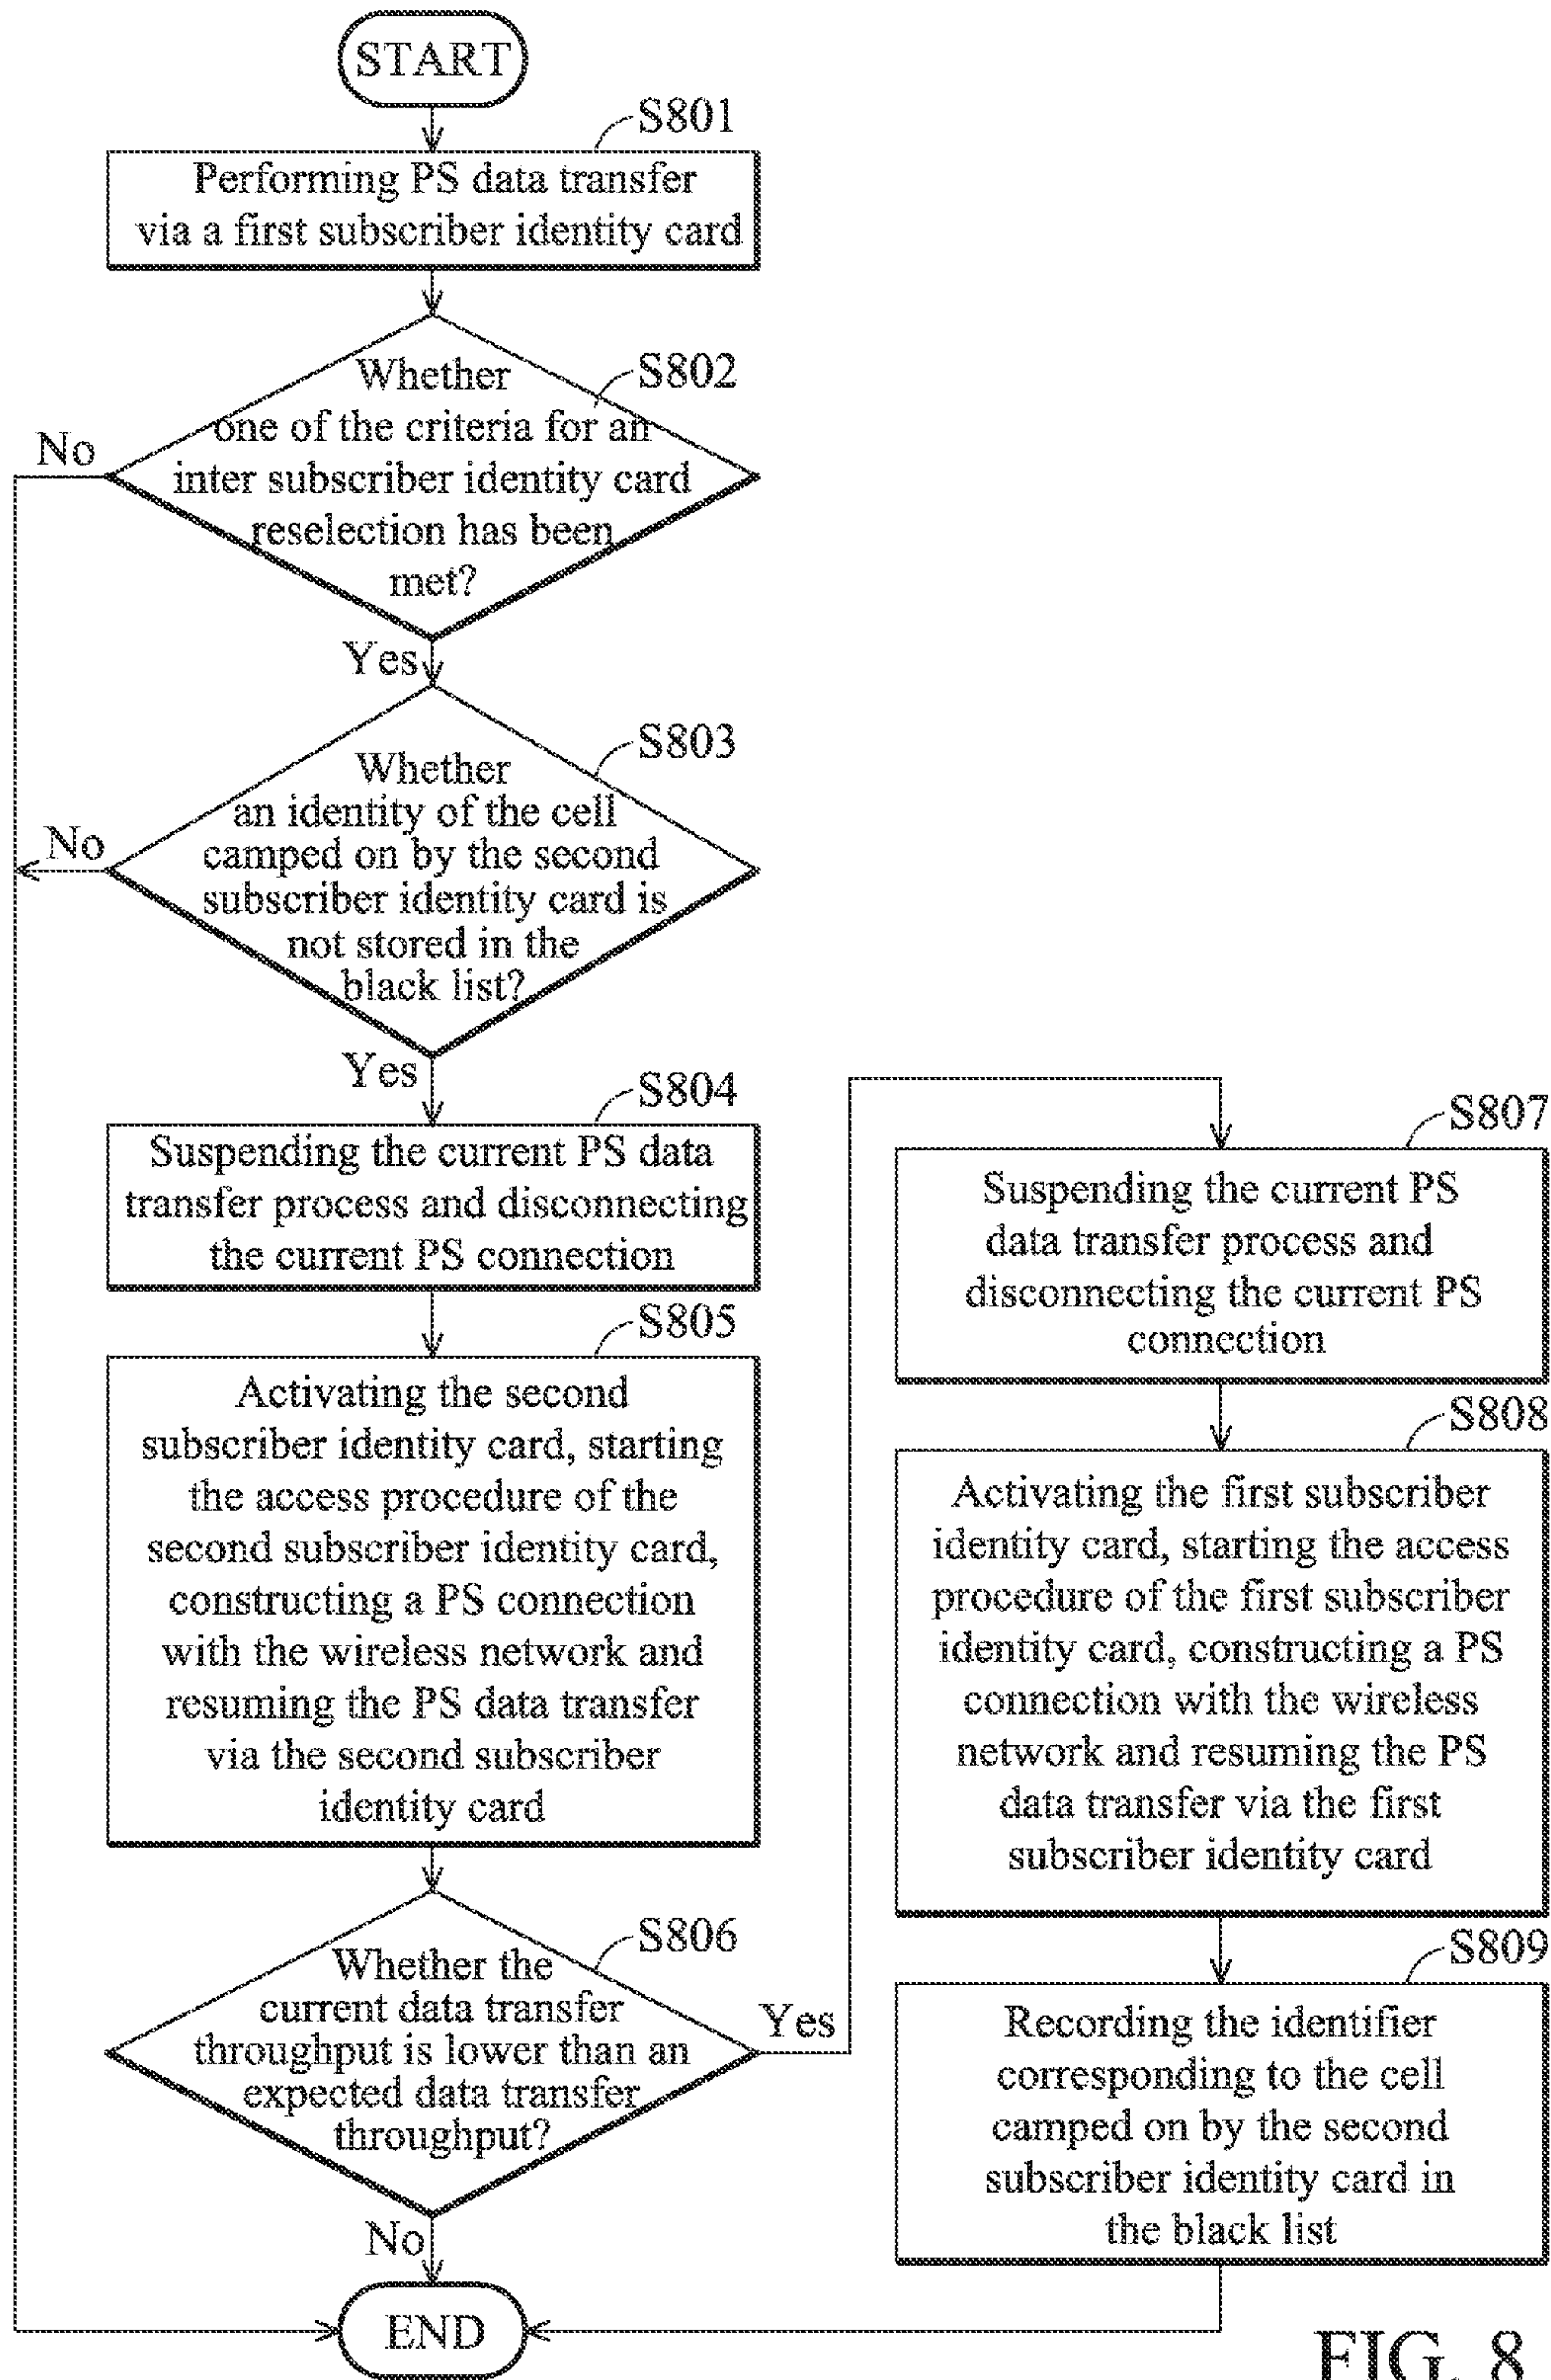 START
S801
Performing PS data transfer
via a first subscriber identity card
S802
Whether
one of the criteria for an
inter subscriber identity card
reselection has been
met?
No
Yes
S803
Whether
an identity of the cell
camped on by the second
subscriber identity card is
not stored in the
black list?
No
Yes
S804
Suspending the current PS data
transfer process and disconnecting
the current PS connection
S805
Activating the second
subscriber identity card, starting
the access procedure of the
second subscriber identity card,
constructing a PS connection
with the wireless network and
resuming the PS data transfer
via the second subscriber
identity card
S806
Whether the
current data transfer
throughput is lower than an
expected data transfer
throughput?
Yes
No
S807
Suspending the current PS
data transfer process and
disconnecting the current PS
connection
S808
Activating the first subscriber
identity card, starting the access
procedure of the first subscriber
identity card, constructing a PS
connection with the wireless
network and resuming the PS
data transfer via the first
subscriber identity card
S809
Recording the identifier
corresponding to the cell
camped on by the second
subscriber identity card in
the black list
END
FIG. 8